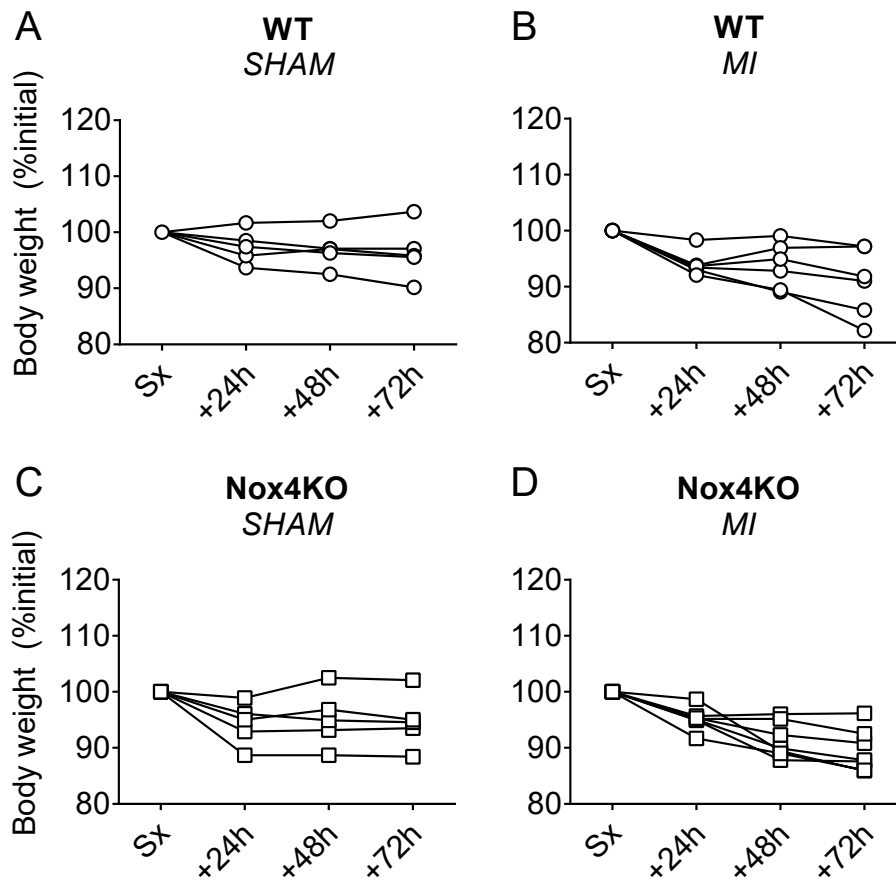 A
WT
SHAM
Body weight (%initial)
120
110
100
90
80
Sx
+24h
+48h
+72h
B
WT
MI
120
110
100
90
80
Sx
+24h
+48h
+72h
C
Nox4KO
SHAM
Body weight (%initial)
120
110
100
90
80
Sx
+24h
+48h
+72h
D
Nox4KO
MI
120
110
100
90
80
Sx
+24h
+48h
+72h